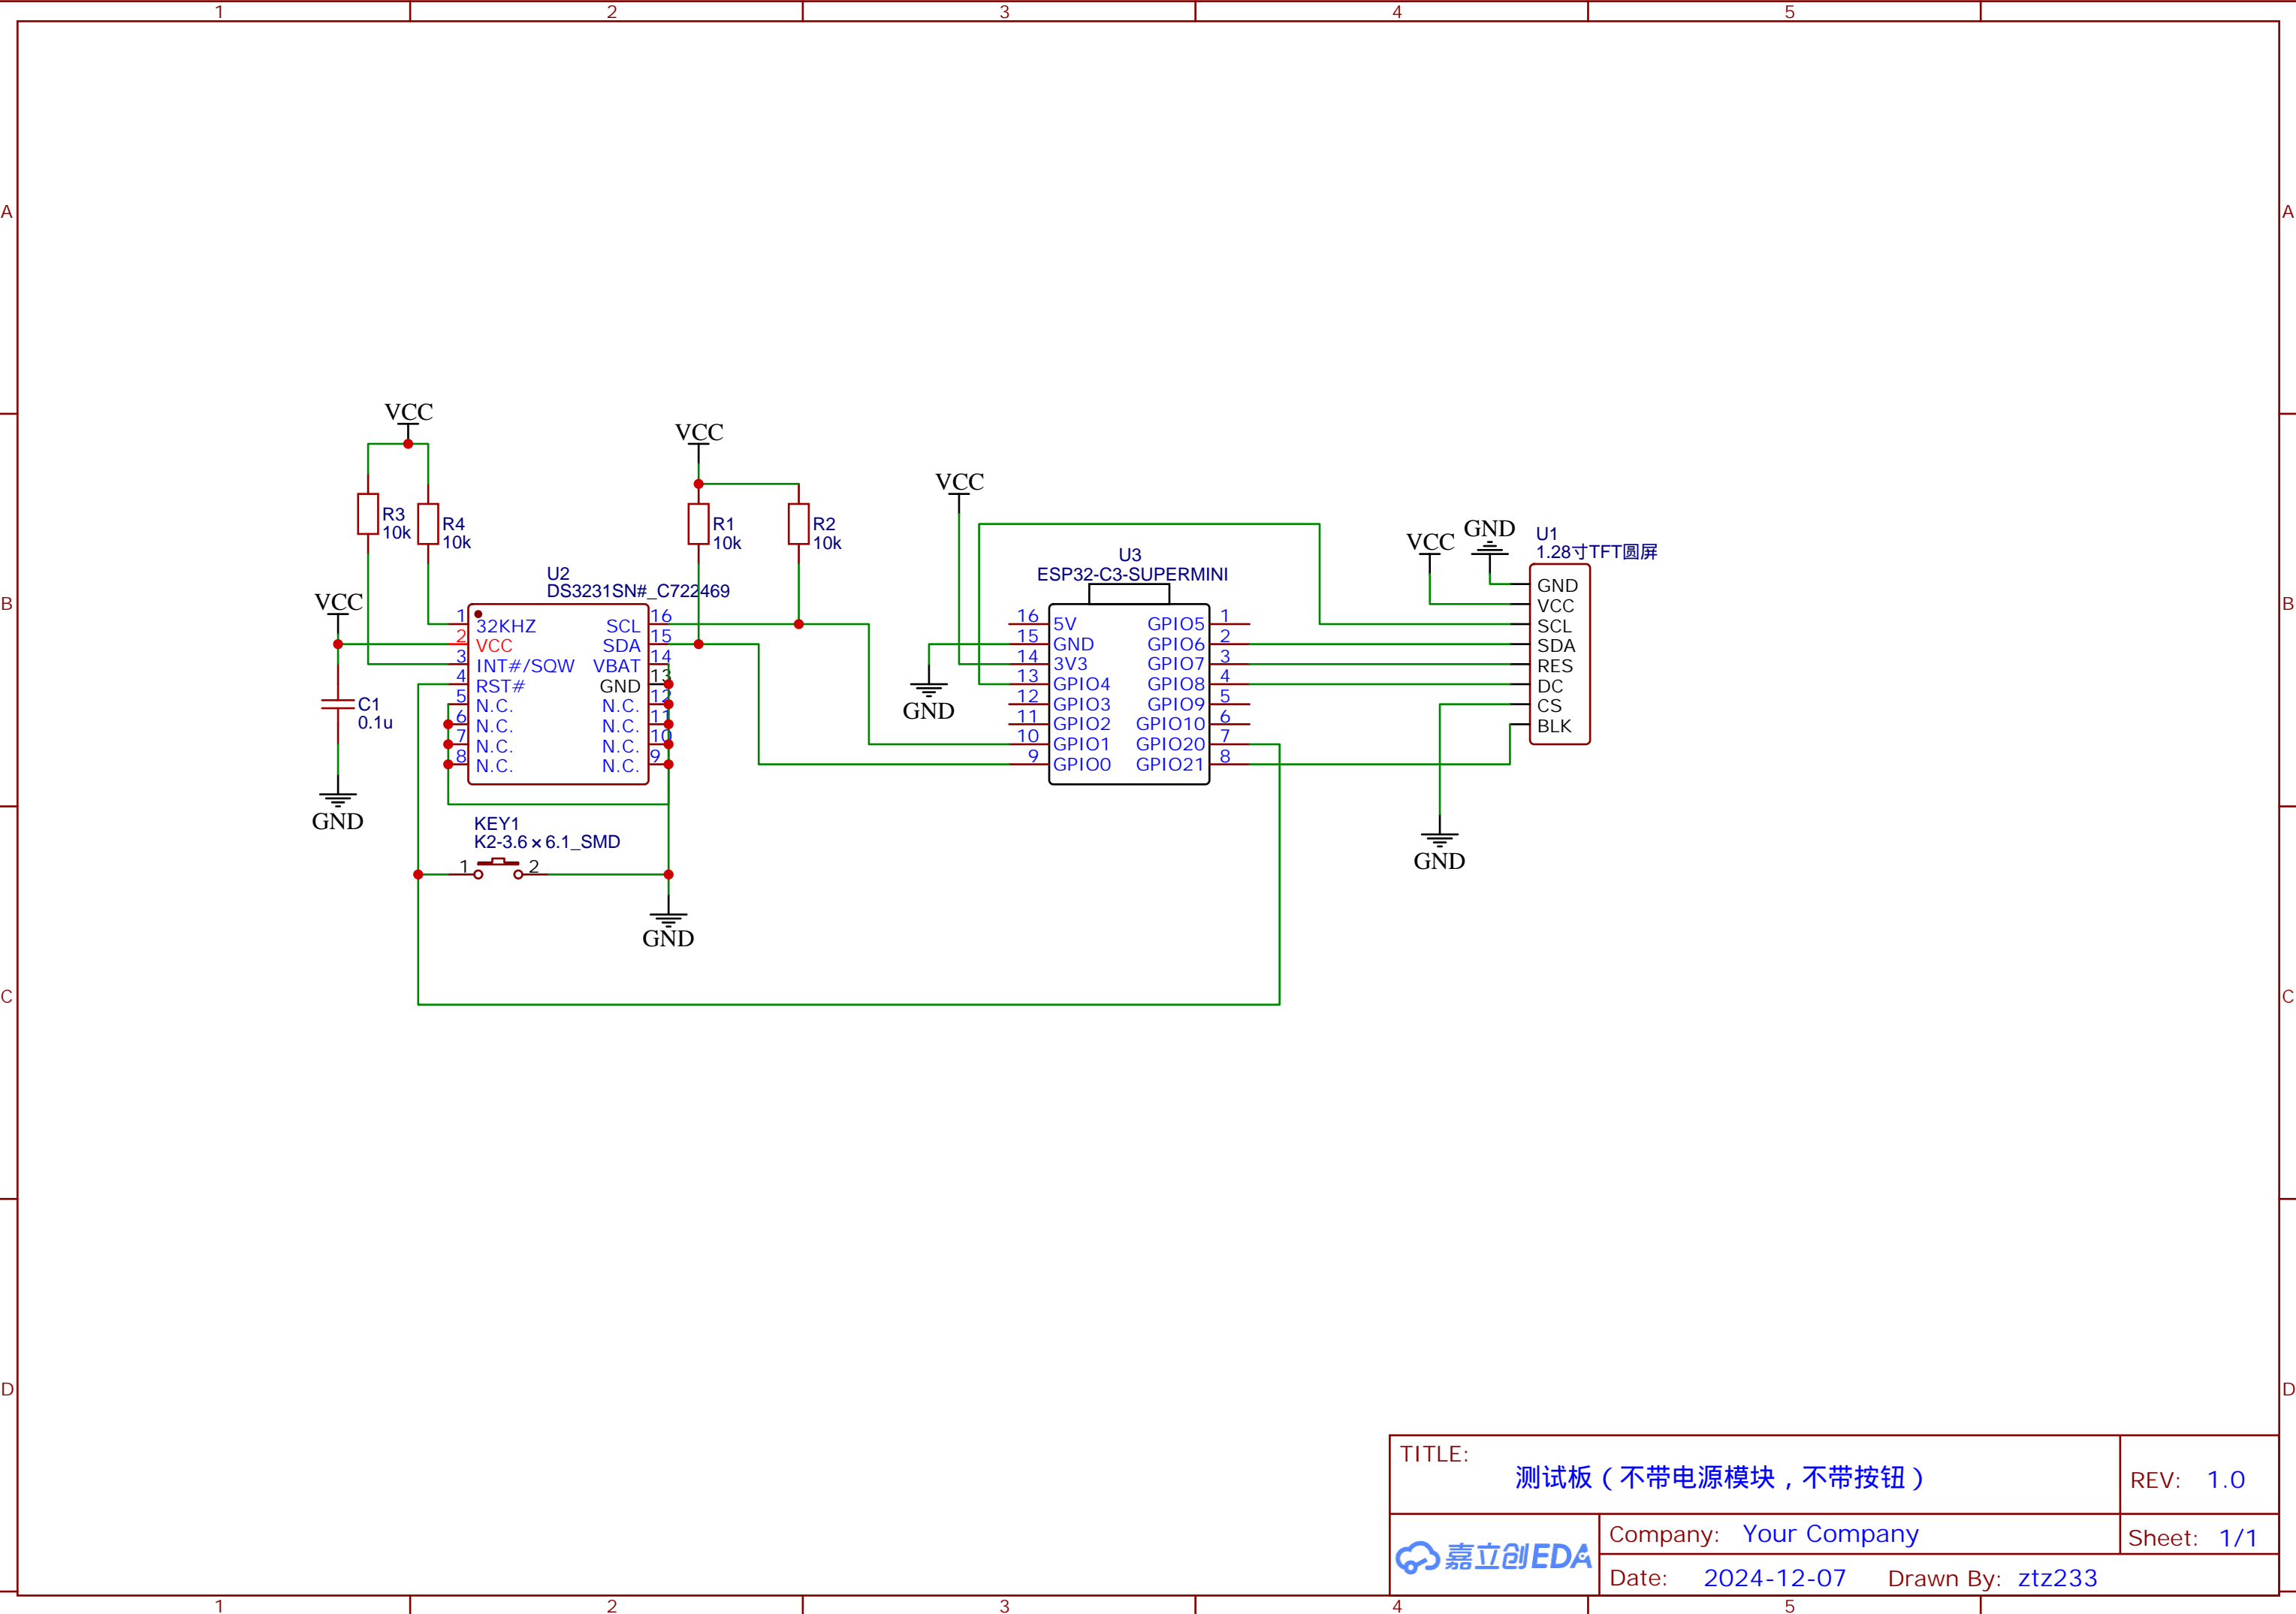 1 2 3 4 5
A A
VCC
VCC
VCC
R3
10k
R4
10k
R1
10k
R2
10k
VCC
GND
U1
1.28寸TFT圆屏
U3
ESP32-C3-SUPERMINI
U2
DS3231SN#_C722469
B B
VCC
1 32KHZ SCL 16
2 VCC SDA 15
3 INT#/SQW VBAT 14
4 RST# GND 13
5 N.C. N.C. 12
6 N.C. N.C. 11
7 N.C. N.C. 10
8 N.C. N.C. 9
16 5V GPIO5 1
15 GND GPIO6 2
14 3V3 GPIO7 3
13 GPIO4 GPIO8 4
12 GPIO3 GPIO9 5
11 GPIO2 GPIO10 6
10 GPIO1 GPIO20 7
9 GPIO0 GPIO21 8
GND
VCC
SCL
SDA
RES
DC
CS
BLK
C1
0.1u
GND
GND
GND
KEY1
K2-3.6×6.1_SMD
1 2
GND
C C
D D
TITLE:
测试板（不带电源模块，不带按钮）
REV: 1.0
嘉立创EDA
Company: Your Company
Sheet: 1/1
Date: 2024-12-07 Drawn By: ztz233
1 2 3 4 5